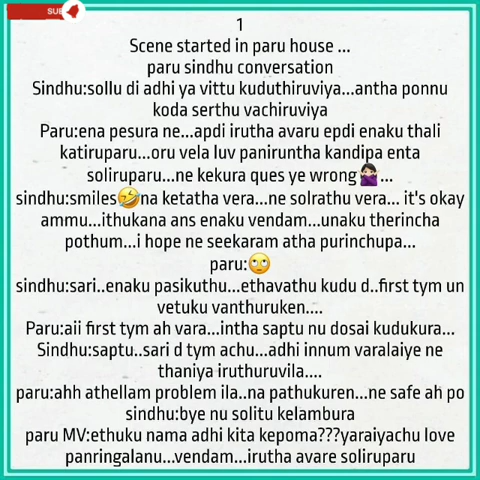 SUB
1
Scene started in paru house ...
paru sindhu conversation
Sindhu:sollu di adhi ya vittu kuduthiruviya...antha ponnu
koda serthu vachiruviya
Paru:ena pesura ne...apdi irutha avaru epdi enaku thali
katiruparu...oru vela luv paniruntha kandipa enta
soliruparu...ne kekura ques ye wrong🤦🏻‍♀️...
sindhu:smiles🤣na ketatha vera...ne solrathu vera... it's okay
ammu...ithukana ans enaku vendam...unaku therincha
pothum...i hope ne seekaram atha purinchupa...
paru:🙄
sindhu:sari..enaku pasikuthu...ethavathu kudu d..first tym un
vetuku vanthuruken....
Paru:aii first tym ah vara...intha saptu nu dosai kudukura...
Sindhu:saptu..sari d tym achu...adhi innum varalaiye ne
thaniya iruthuruvila....
paru:ahh athellam problem ila..na pathukuren...ne safe ah po
sindhu:bye nu solitu kelambura
paru MV:ethuku nama adhi kita kepoma???yaraiyachu love
panringalanu...vendam...irutha avare soliruparu